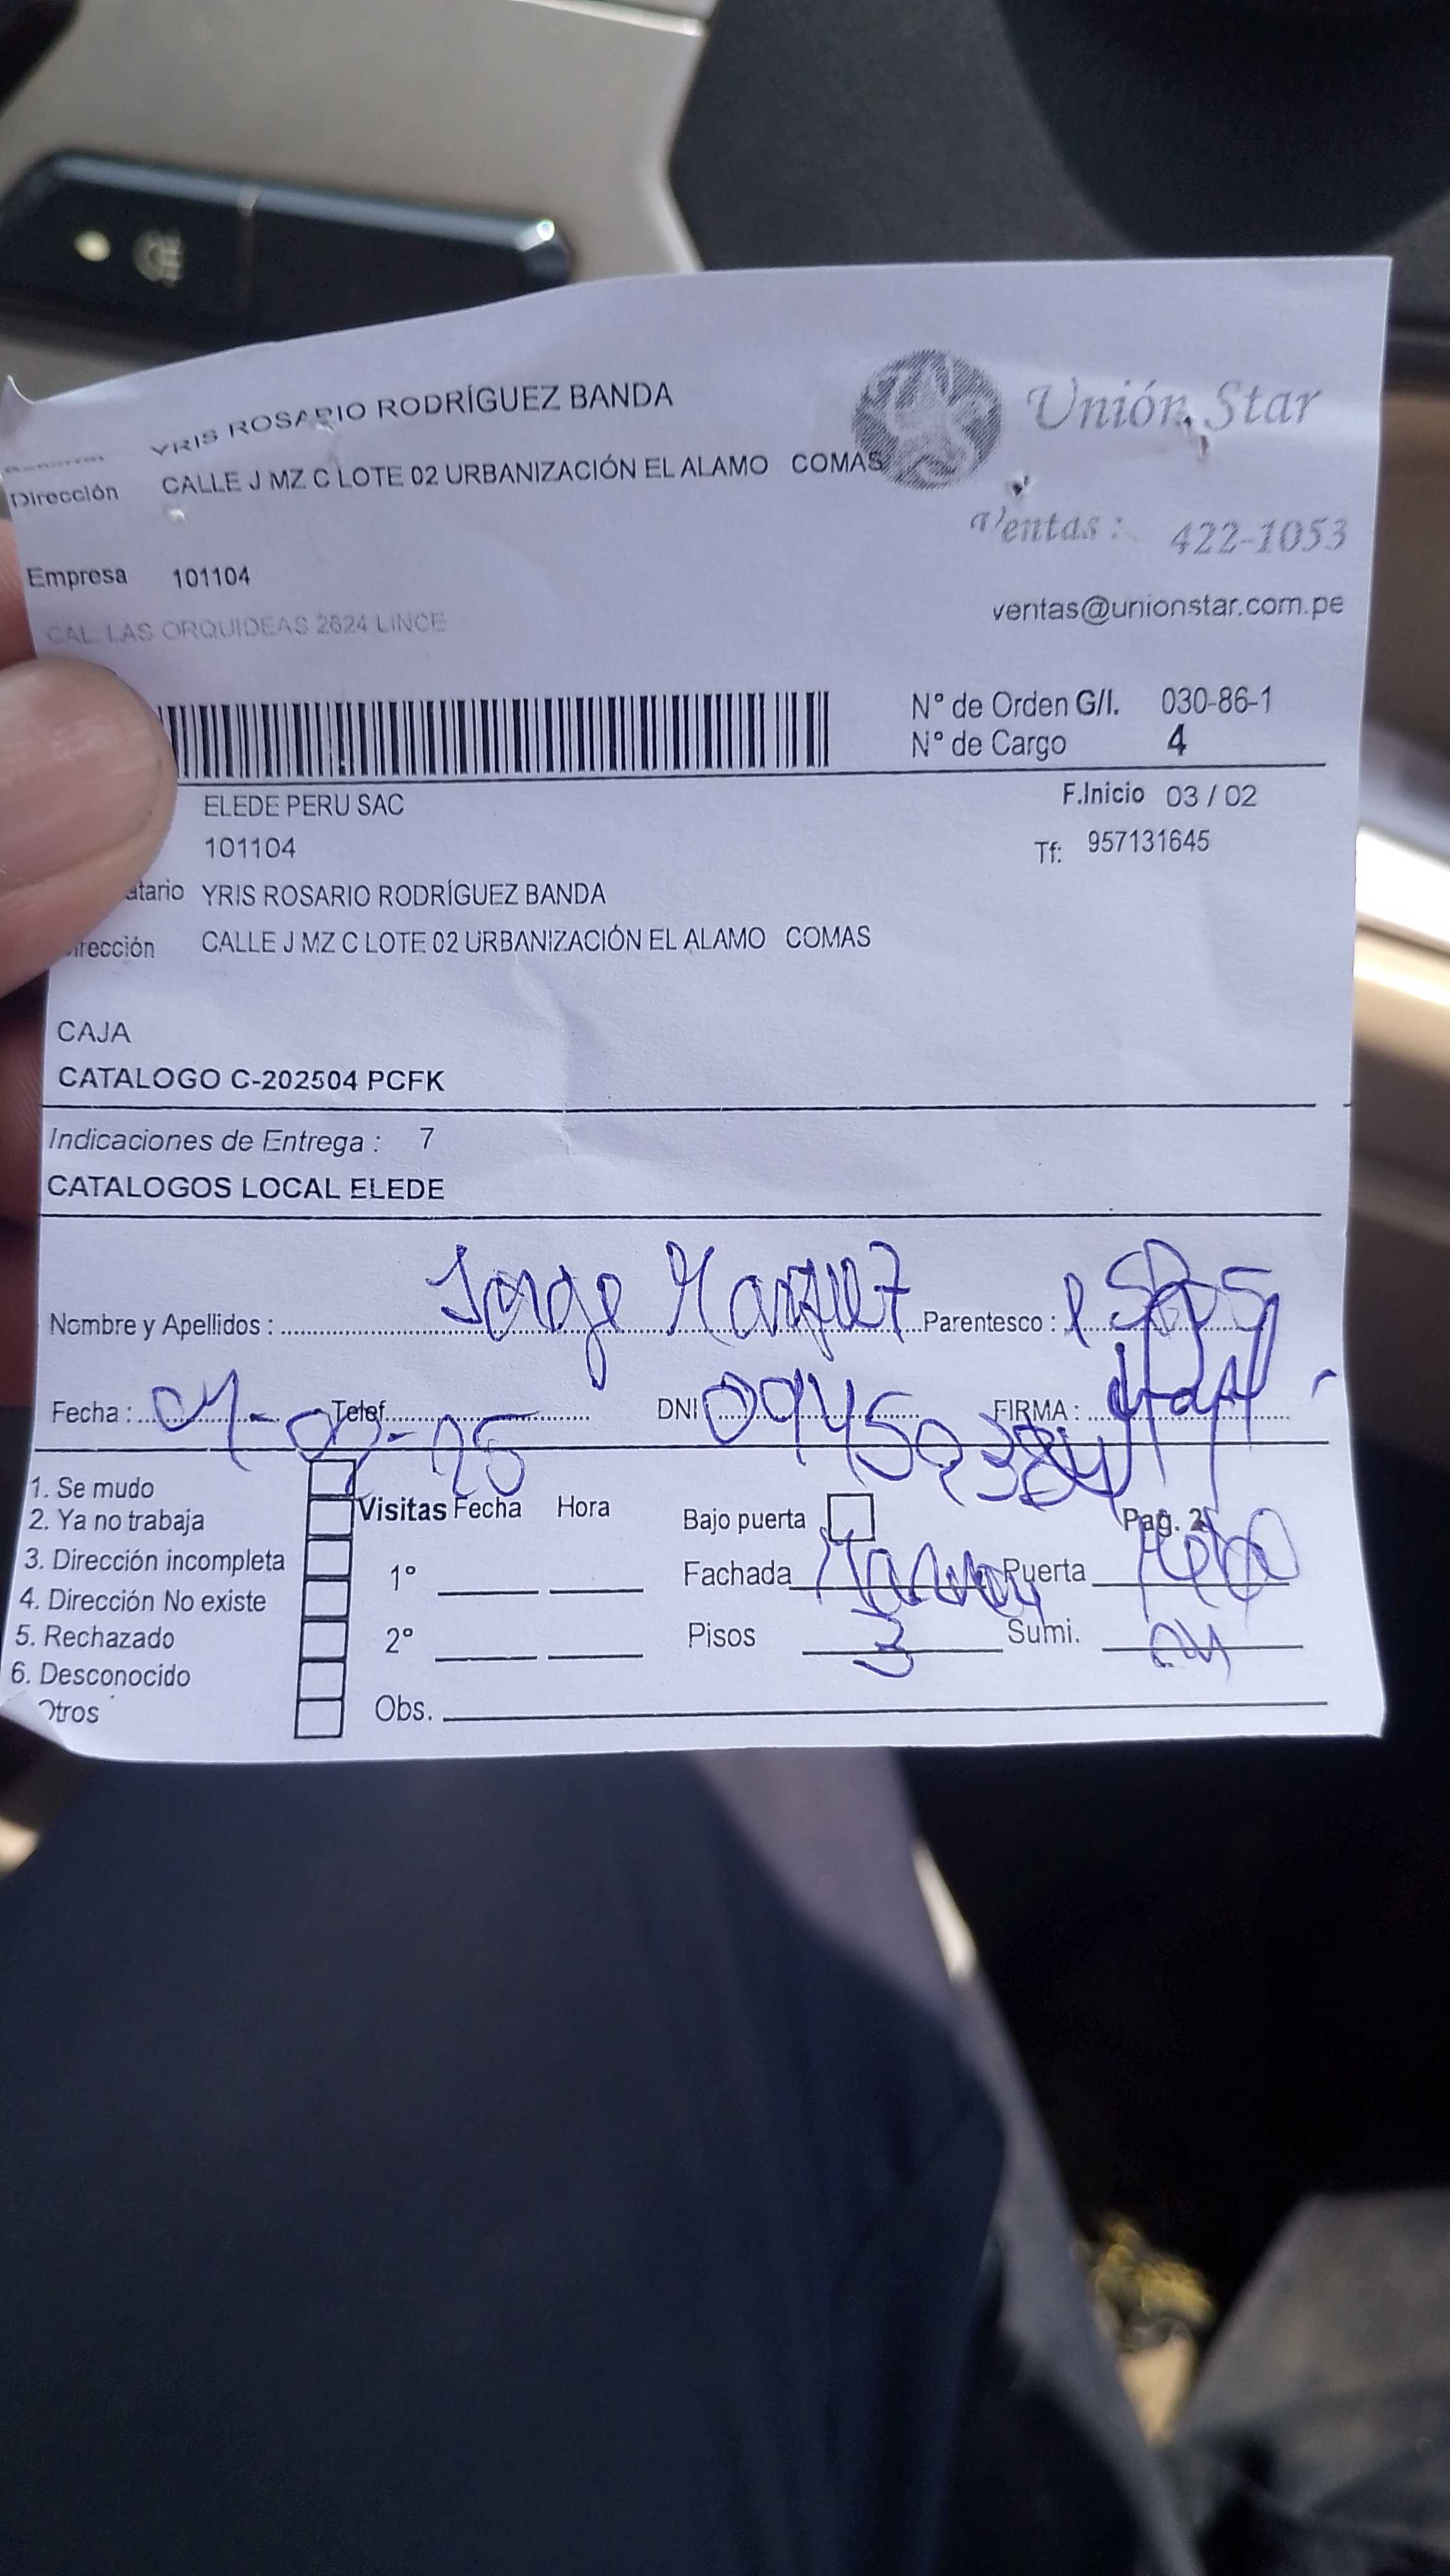 YRIS ROSARIO RODRÍGUEZ BANDA
Dirección CALLE J MZ C LOTE 02 URBANIZACIÓN EL ALAMO COMAS
Unión Star
Ventas : 422-1053
ventas@unionstar.com.pe
Empresa 101104
CAL. LAS ORQUIDEAS 2624 LINCE
N° de Orden G/I. 030-86-1
N° de Cargo 4
ELEDE PERU SAC
F.Inicio 03 / 02
101104
Tf: 957131645
atario YRIS ROSARIO RODRÍGUEZ BANDA
irección CALLE J MZ C LOTE 02 URBANIZACIÓN EL ALAMO COMAS
CAJA
CATALOGO C-202504 PCFK
Indicaciones de Entrega : 7
CATALOGOS LOCAL ELEDE
Nombre y Apellidos : Jorge Marquez Parentesco :
Fecha : Telef. DNI FIRMA :
1. Se mudo
2. Ya no trabaja
3. Dirección incompleta
4. Dirección No existe
5. Rechazado
6. Desconocido
Otros
Visitas Fecha Hora
1°
2°
Obs.
Bajo puerta
Pag. 2
Fachada Puerta
Pisos 3 Sumi.